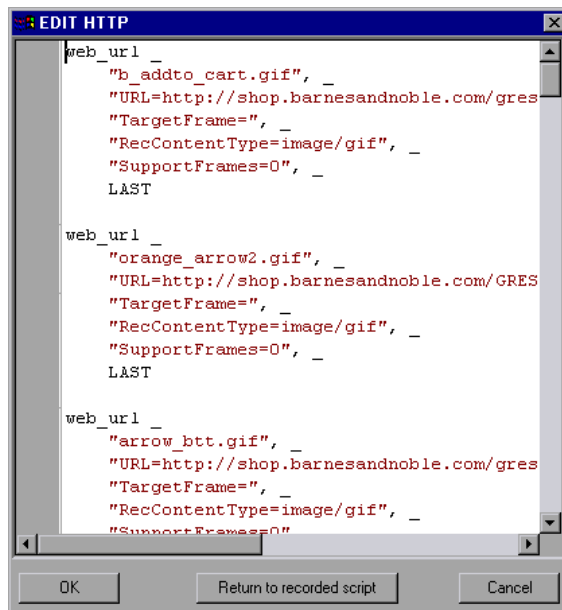 EDIT HTTP
web_url _
"b_addto_cart.gif", _
"URL=http://shop.barnesandnoble.com/gres
"TargetFrame=", _
"RecContentType=image/gif", _
"SupportFrames=0", _
LAST
web_url _
"orange_arrow2.gif", _
"URL=http://shop.barnesandnoble.com/GRES
"TargetFrame=", _
"RecContentType=image/gif", _
"SupportFrames=0", _
LAST
web_url _
"arrow_btt.gif", _
"URL=http://shop.barnesandnoble.com/gres
"TargetFrame=", _
"RecContentType=image/gif", _
"SupportFrames=0"
OK Return to recorded script Cancel